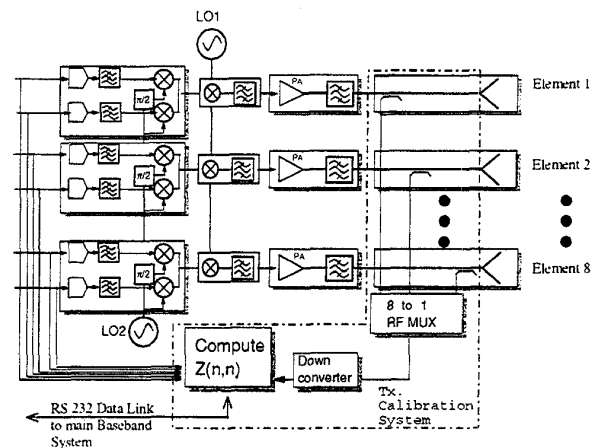 LO1
PA
π/2
Element 1
PA
π/2
Element 2
PA
π/2
Element 8
LO2
8 to 1
RF MUX
Compute
Z(n,n)
Down
converter
Tx.
Calibration
System
RS 232 Data Link
to main Baseband
System